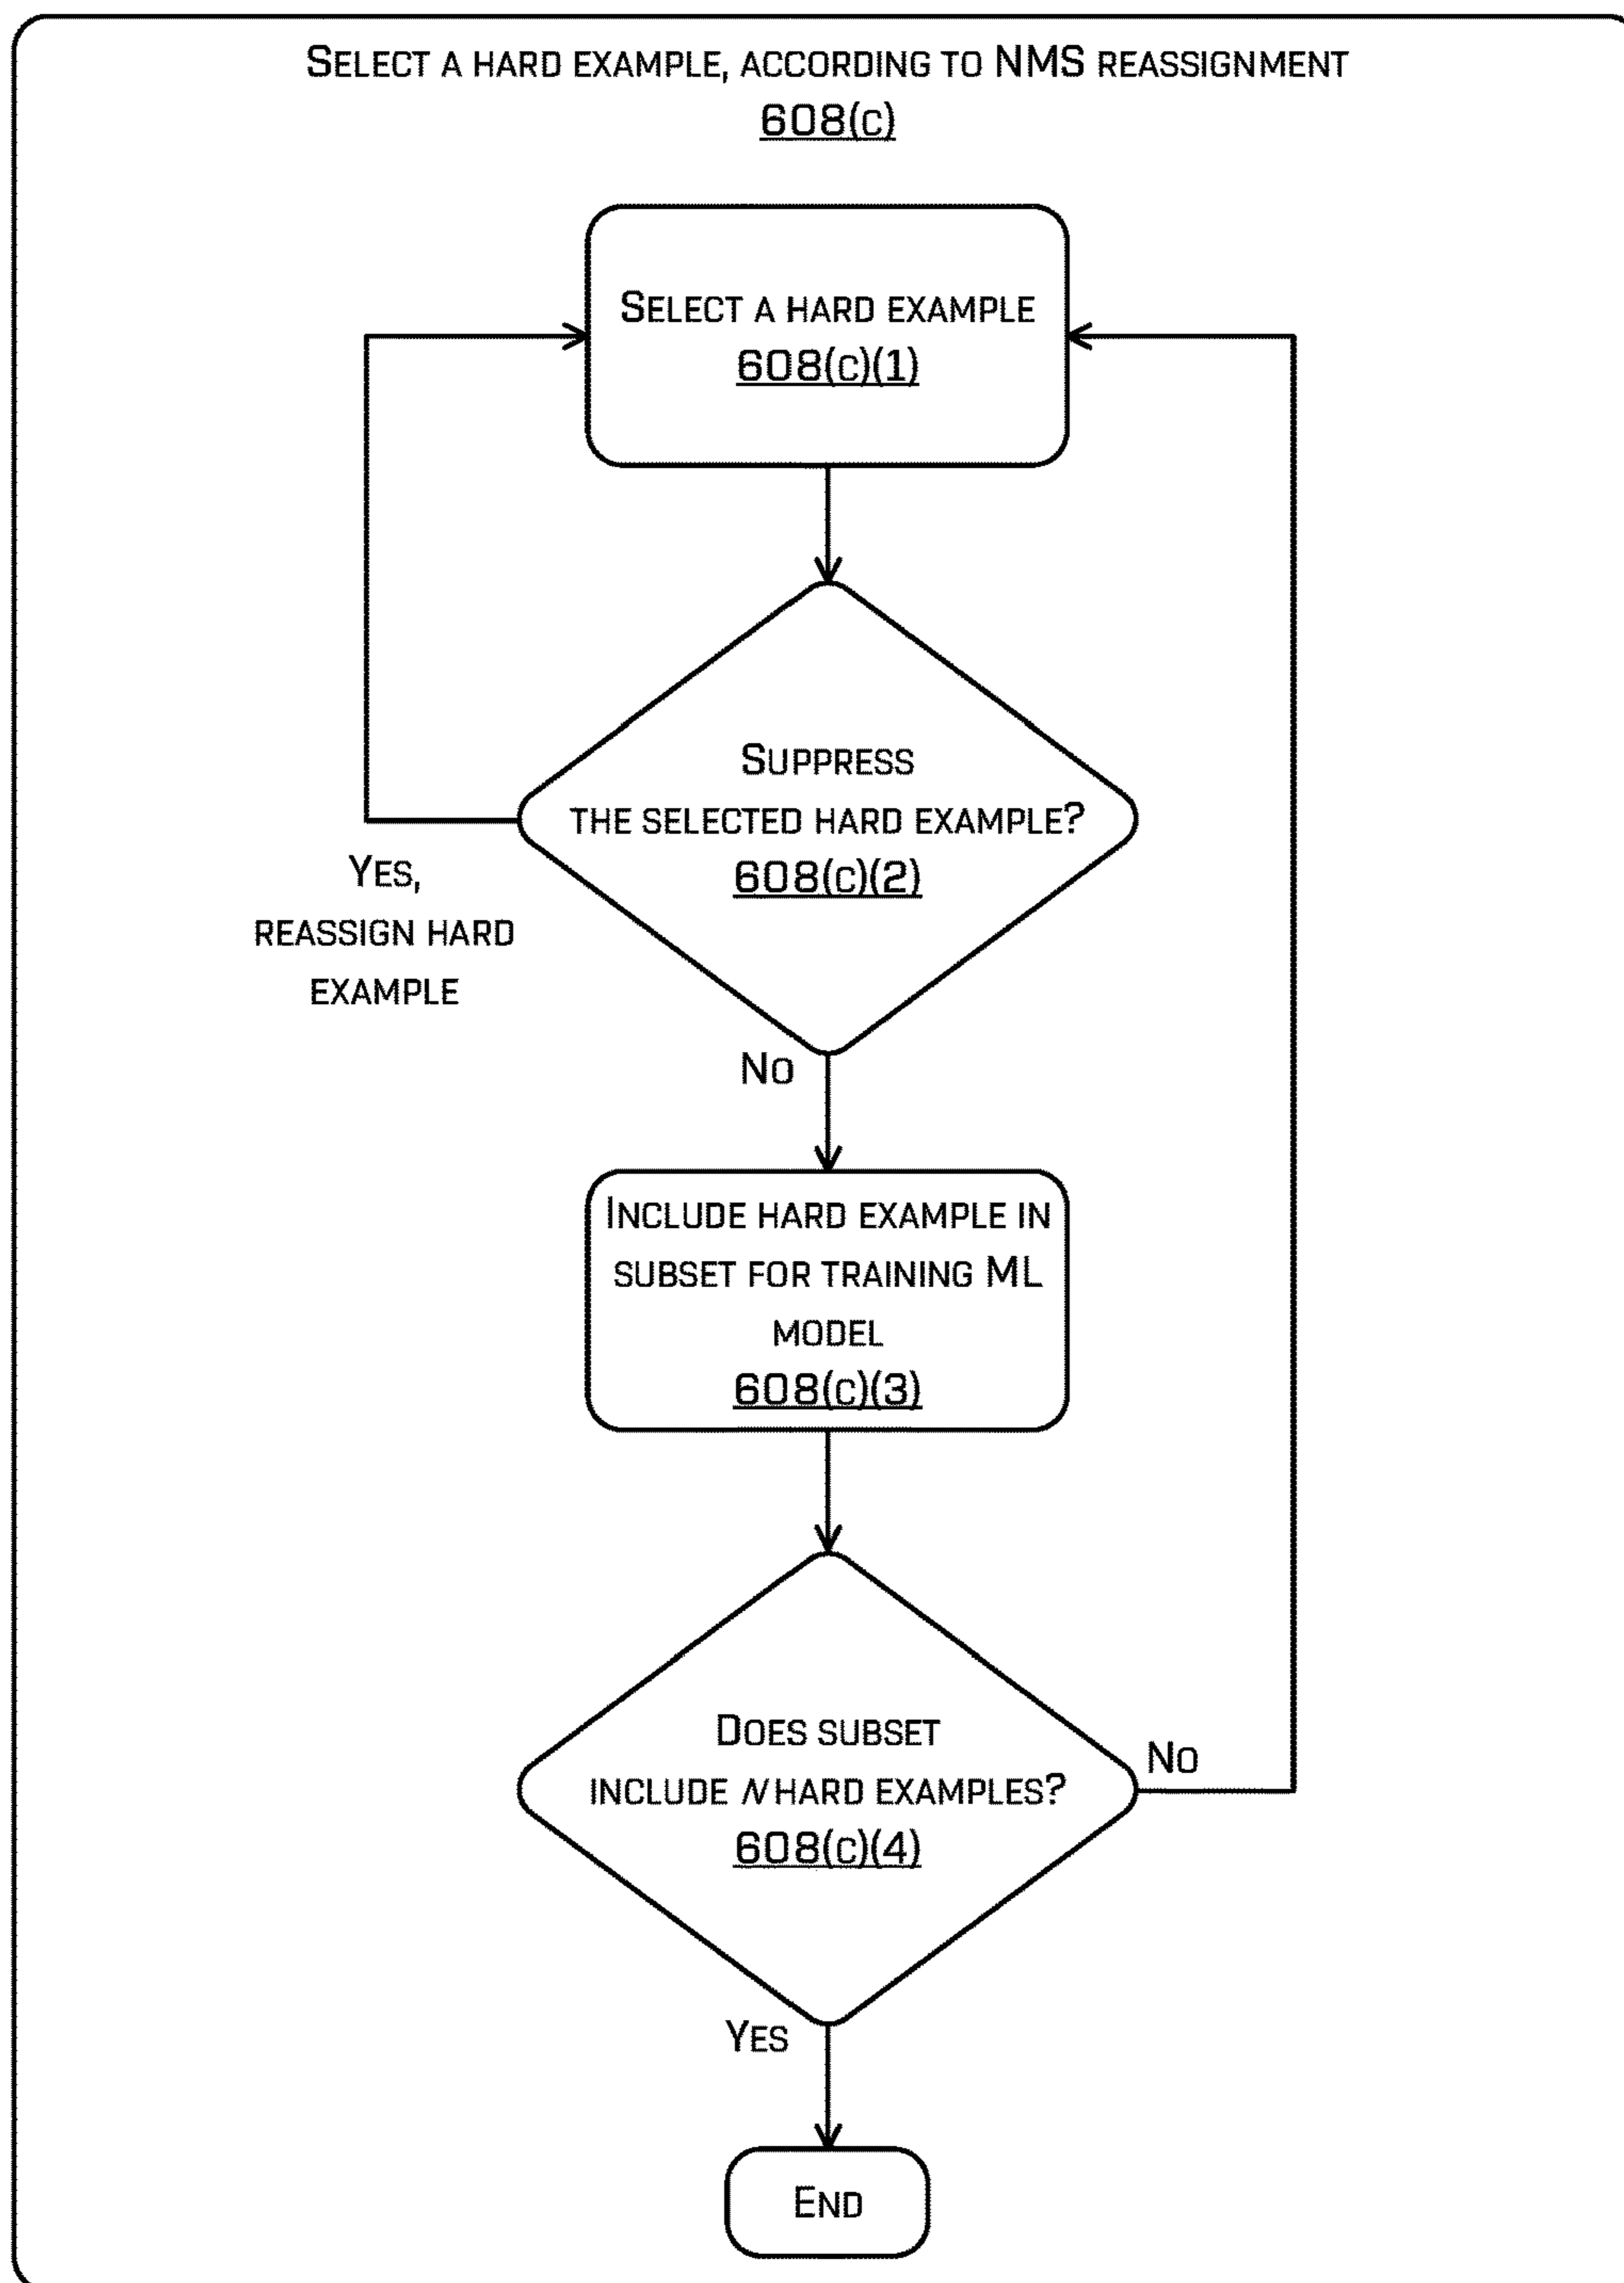 SELECT A HARD EXAMPLE, ACCORDING TO NMS REASSIGNMENT
608(C)
SELECT A HARD EXAMPLE
608(C)(1)
SUPPRESS
THE SELECTED HARD EXAMPLE?
608(C)(2)
YES,
REASSIGN HARD
EXAMPLE
NO
INCLUDE HARD EXAMPLE IN
SUBSET FOR TRAINING ML
MODEL
608(C)(3)
DOES SUBSET
INCLUDE N HARD EXAMPLES?
608(C)(4)
NO
YES
END